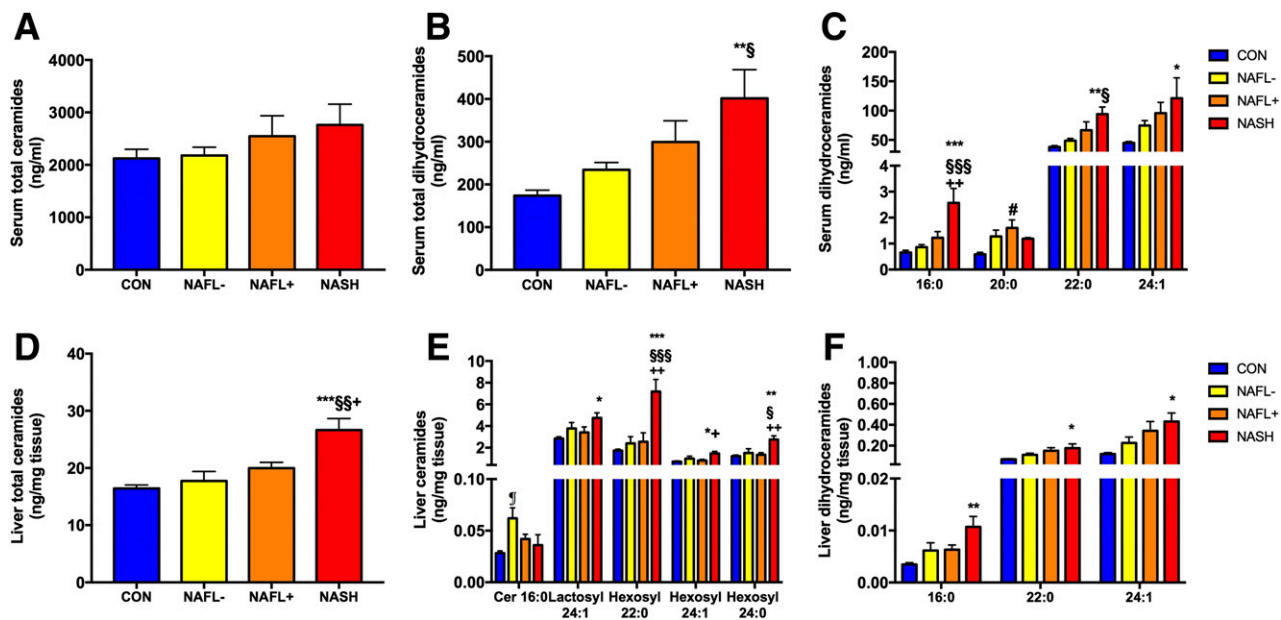 A
Serum total ceramides
(ng/ml)
4000
3000
2000
1000
0
CON NAFL- NAFL+ NASH
B
Serum total dihydroceramides
(ng/ml)
500
400
300
200
100
0
**§
CON NAFL- NAFL+ NASH
C
Serum dihydroceramides
(ng/ml)
200
150
100
50
4
3
2
1
0
***
§§§
++
#
**§
*
16:0 20:0 22:0 24:1
CON
NAFL-
NAFL+
NASH
D
Liver total ceramides
(ng/mg tissue)
40
30
20
10
0
***§§+
CON NAFL- NAFL+ NASH
E
Liver ceramides
(ng/mg tissue)
10
8
6
4
2
0.10
0.05
0.00
¶
*
***
§§§
++
*+
**
§
++
Cer 16:0 Lactosyl Hexosyl Hexosyl Hexosyl
24:1 22:0 24:1 24:0
F
Liver dihydroceramides
(ng/mg tissue)
1.00
0.80
0.60
0.40
0.20
0.02
0.01
0.00
**
*
*
16:0 22:0 24:1
CON
NAFL-
NAFL+
NASH